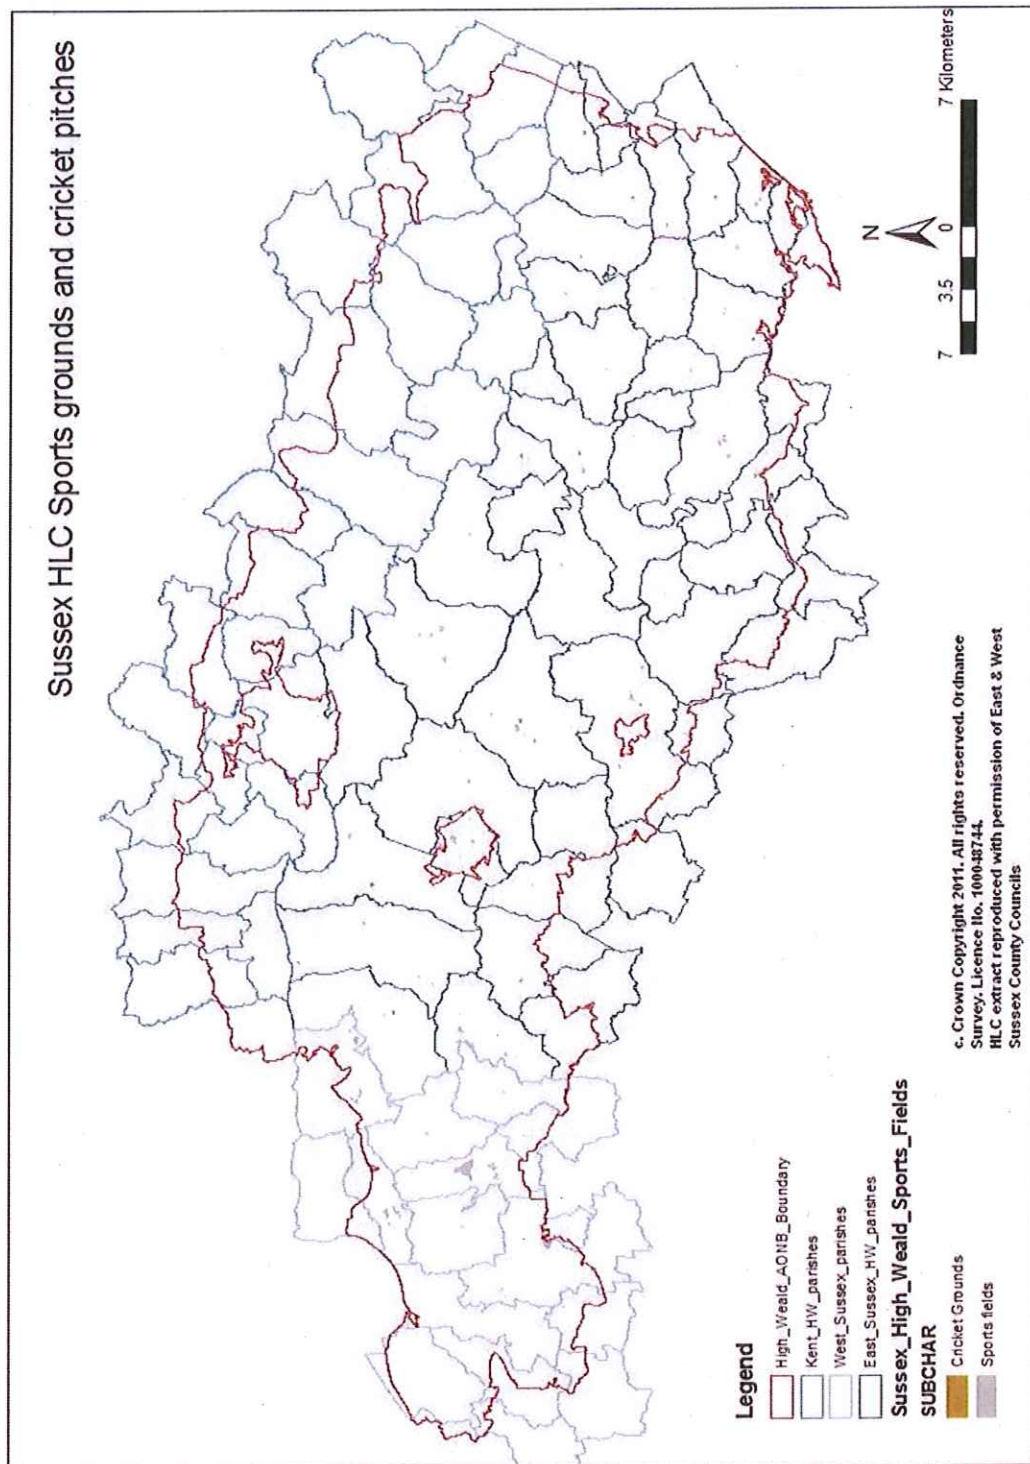 Sussex HLC Sports grounds and cricket pitches
N
7
3.5
0
7 Kilometers
Legend
High_Weald_AONB_Boundary
Kent_HW_parishes
West_Sussex_parishes
East_Sussex_HW_parishes
Sussex_High_Weald_Sports_Fields
SUBCHAR
Cricket Grounds
Sports fields
c. Crown Copyright 2011. All rights reserved. Ordnance
Survey. Licence No. 100048744.
HLC extract reproduced with permission of East & West
Sussex County Councils